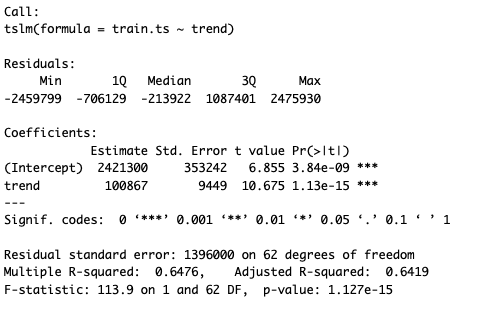 Call:
tslm(formula = train.ts ~ trend)
Residuals:
Min 1Q Median 3Q Max
-2459799 -706129 -213922 1087401 2475930
Coefficients:
Estimate Std. Error t value Pr(>|t|)
(Intercept) 2421300 353242 6.855 3.84e-09 ***
trend 100867 9449 10.675 1.13e-15 ***
---
Signif. codes: 0 ‘***’ 0.001 ‘**’ 0.01 ‘*’ 0.05 ‘.’ 0.1 ‘ ’ 1
Residual standard error: 1396000 on 62 degrees of freedom
Multiple R-squared: 0.6476, Adjusted R-squared: 0.6419
F-statistic: 113.9 on 1 and 62 DF, p-value: 1.127e-15